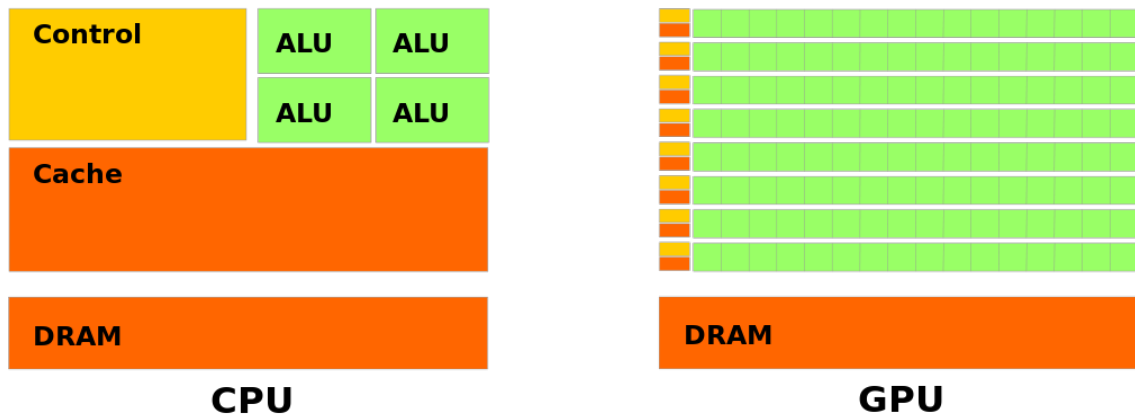 Control
ALU ALU
ALU ALU
Cache
DRAM
CPU
DRAM
GPU